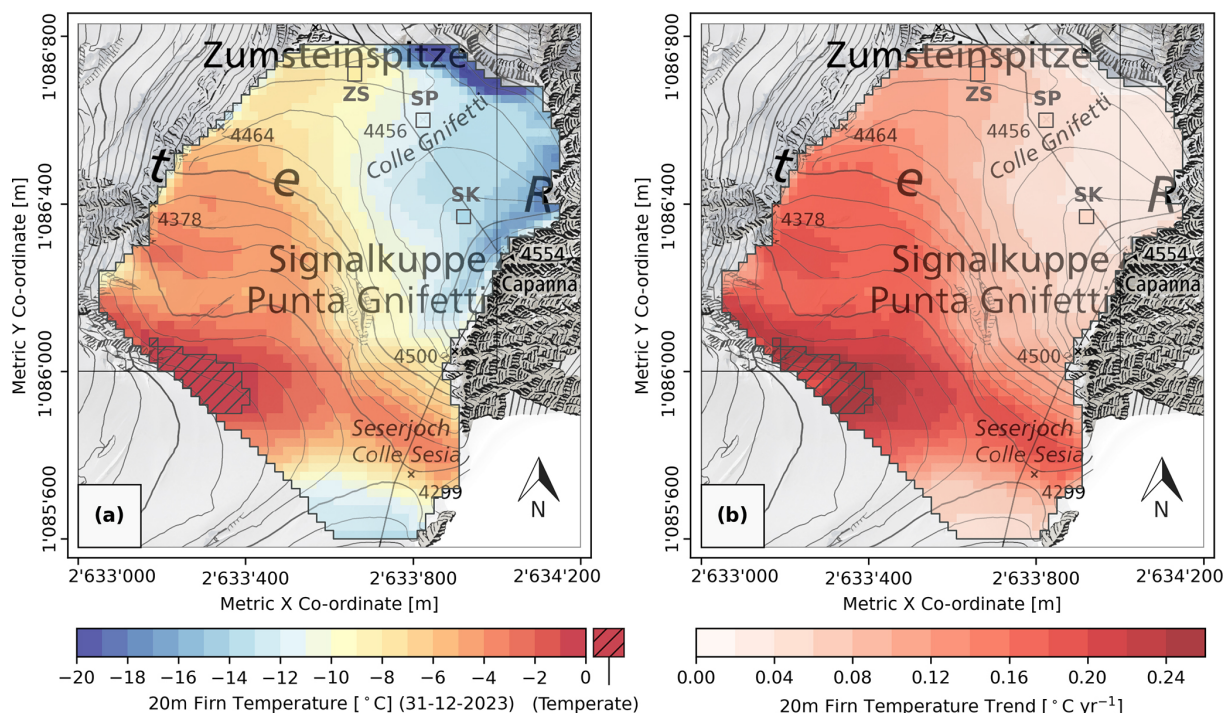 1'086'800
1'086'400
1'086'000
1'085'600
Metric Y Co-ordinate [m]
Zumsteinspitze
ZS
SP
4464
4456
Colle Gnifetti
t
e
R
SK
4378
Signalkuppe
4554
Punta Gnifetti
Capanna
4500
Seserjoch
Colle Sesia
4299
(a)
N
2'633'000 2'633'400 2'633'800 2'634'200
Metric X Co-ordinate [m]
−20 −18 −16 −14 −12 −10 −8 −6 −4 −2 0
20m Firn Temperature [°C] (31-12-2023) (Temperate)
1'086'800
1'086'400
1'086'000
1'085'600
Metric Y Co-ordinate [m]
Zumsteinspitze
ZS
SP
4464
4456
Colle Gnifetti
t
e
R
SK
4378
Signalkuppe
4554
Punta Gnifetti
Capanna
4500
Seserjoch
Colle Sesia
4299
(b)
N
2'633'000 2'633'400 2'633'800 2'634'200
Metric X Co-ordinate [m]
0.00 0.04 0.08 0.12 0.16 0.20 0.24
20m Firn Temperature Trend [°C yr⁻¹]